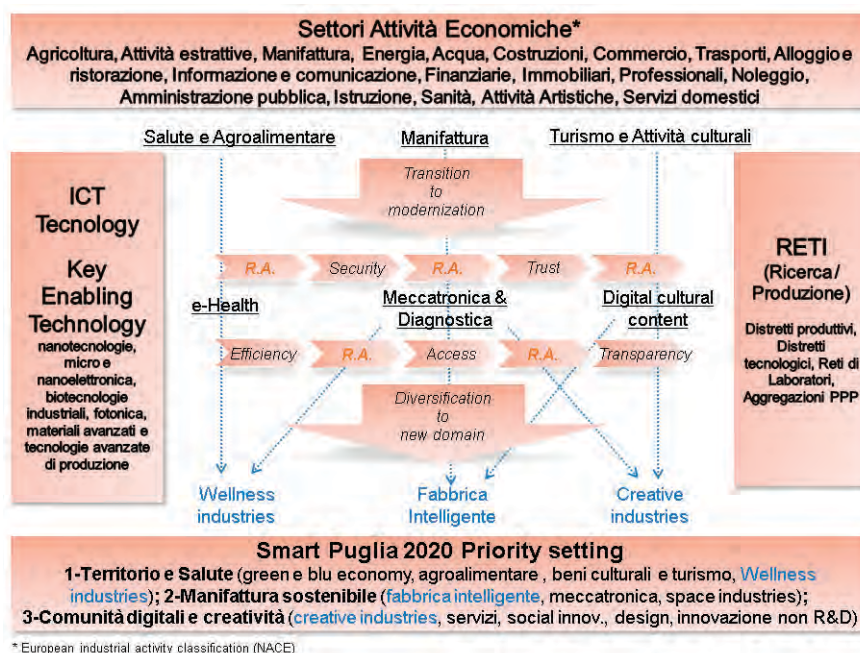 Settori Attività Economiche*
Agricoltura, Attività estrattive, Manifattura, Energia, Acqua, Costruzioni, Commercio, Trasporti, Alloggio e
ristorazione, Informazione e comunicazione, Finanziarie, Immobiliari, Professionali, Noleggio,
Amministrazione pubblica, Istruzione, Sanità, Attività Artistiche, Servizi domestici
Salute e Agroalimentare
Manifattura
Turismo e Attività culturali
ICT
Tecnology
Key
Enabling
Technology
nanotecnologie,
micro e
nanoelettronica,
biotecnologie
industriali, fotonica,
materiali avanzati e
tecnologie avanzate
di produzione
Transition
to
modernization
R.A.
Security
R.A.
Trust
R.A.
e-Health
Meccatronica &
Diagnostica
Digital cultural
content
Efficiency
R.A.
Access
R.A.
Transparency
Diversification
to
new domain
Wellness
industries
Fabbrica
Intelligente
Creative
industries
RETI
(Ricerca /
Produzione)
Distretti produttivi,
Distretti
tecnologici, Reti di
Laboratori,
Aggregazioni PPP
Smart Puglia 2020 Priority setting
1-Territorio e Salute (green e blu economy, agroalimentare , beni culturali e turismo, Wellness
industries); 2-Manifattura sostenibile (fabbrica intelligente, meccatronica, space industries);
3-Comunità digitali e creatività (creative industries, servizi, social innov., design, innovazione non R&D)
* European industrial activity classification (NACE)